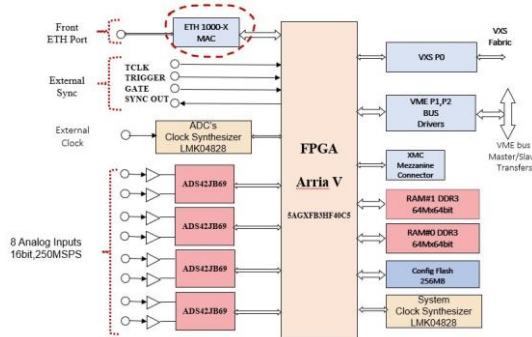 Front
ETH Port
ETH 1000-X
MAC
External
Sync
TCLK
TRIGGER
GATE
SYNC OUT
External
Clock
ADC's
Clock Synthesizer
LMK04828
8 Analog Inputs
16bit,250MSPS
ADS42JB69
ADS42JB69
ADS42JB69
ADS42JB69
FPGA
Arria V
5AGXFB3HF40C5
VXS P0
VXS
Fabric
VME P1,P2
BUS
Drivers
VME bus
Master/Slav
Transfers
XMC
Mezzanine
Connector
RAM#1 DDR3
64Mx64bit
RAM#0 DDR3
64Mx64bit
Config Flash
256MB
System
Clock Synthesizer
LMK04828